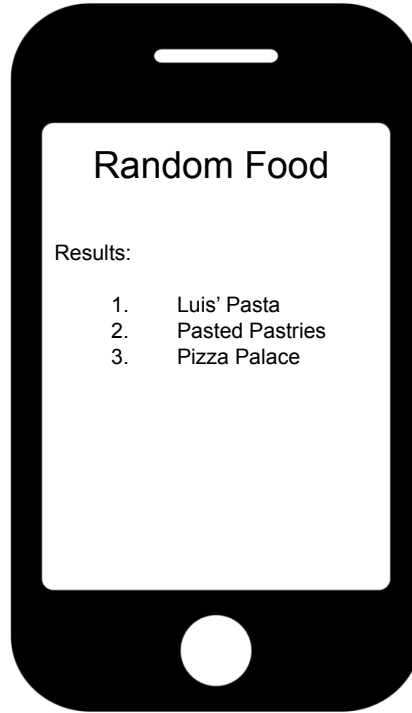 Random Food
Results:
1. Luis’ Pasta
2. Pasted Pastries
3. Pizza Palace